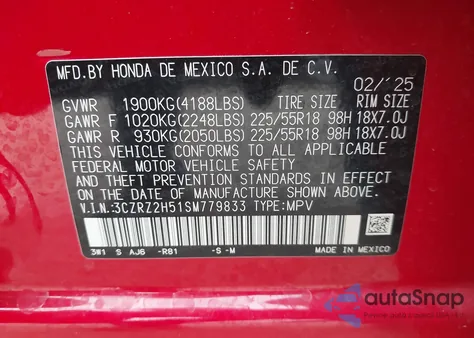 MFD.BY HONDA DE MEXICO S.A. DE C.V.
02/'25
GVWR 1900KG(4188LBS) TIRE SIZE RIM SIZE
GAWR F 1020KG(2248LBS) 225/55R18 98H 18X7.0J
GAWR R 930KG(2050LBS) 225/55R18 98H 18X7.0J
THIS VEHICLE CONFORMS TO ALL APPLICABLE
FEDERAL MOTOR VEHICLE SAFETY
AND THEFT PREVENTION STANDARDS IN EFFECT
ON THE DATE OF MANUFACTURE SHOWN ABOVE.
V.I.N:3CZRZ2H51SM779833 TYPE:MPV
3W1 S AJ6 -R81 -S -M
MADE IN MEXICO
autoSnap